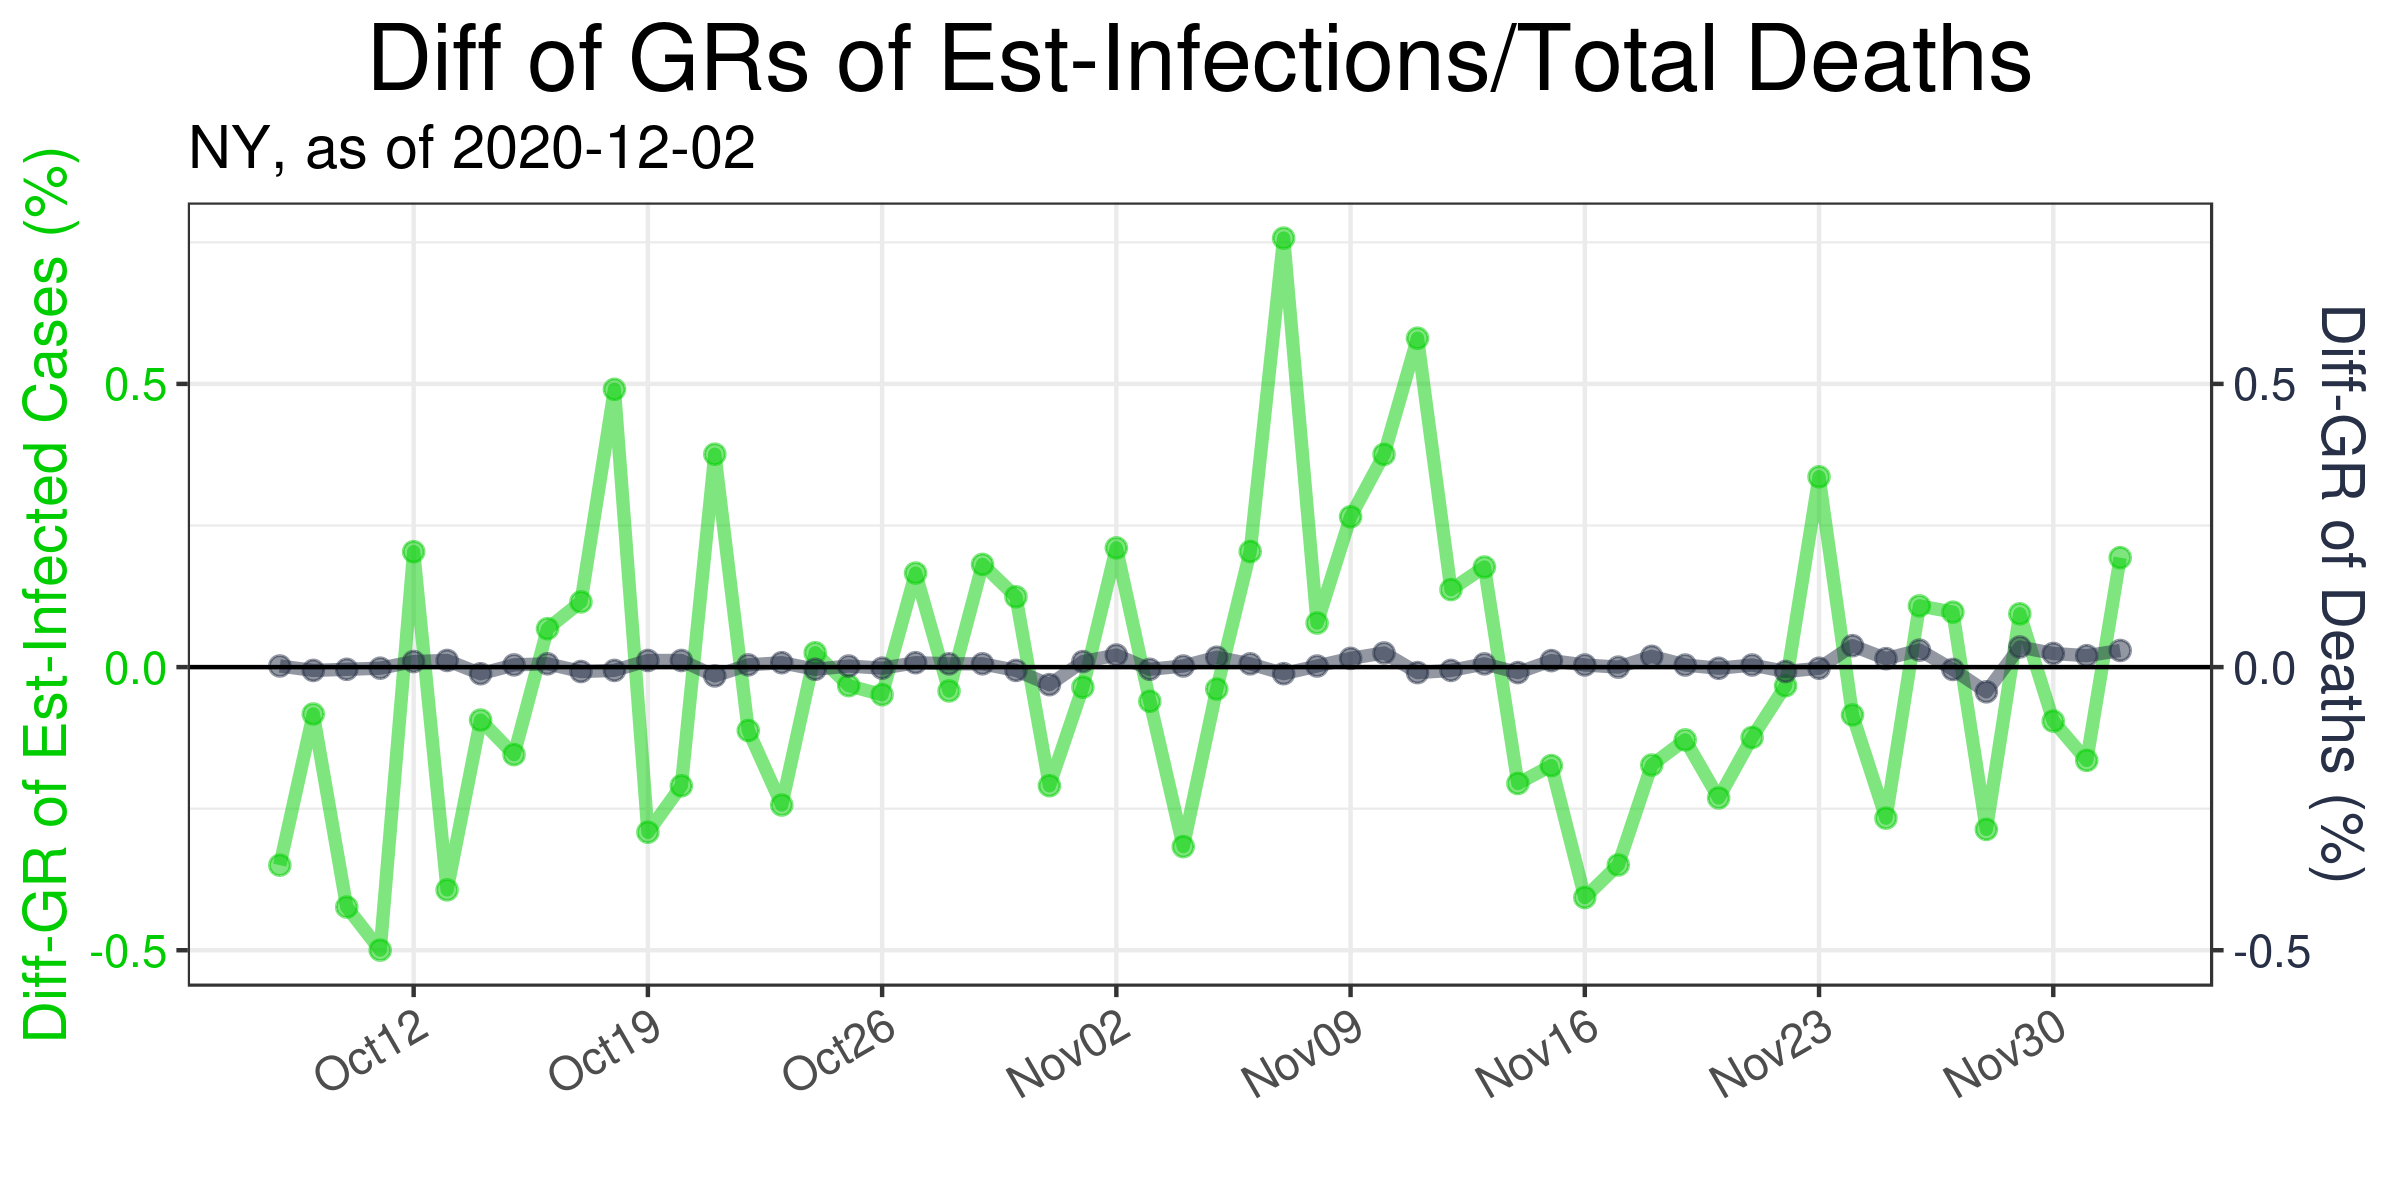 Diff of GRs of Est-Infections/Total Deaths
NY, as of 2020-12-02
Diff-GR of Est-Infected Cases (%)
0.5
0.0
-0.5
0.5
0.0
-0.5
Diff-GR of Deaths (%)
Oct12
Oct19
Oct26
Nov02
Nov09
Nov16
Nov23
Nov30